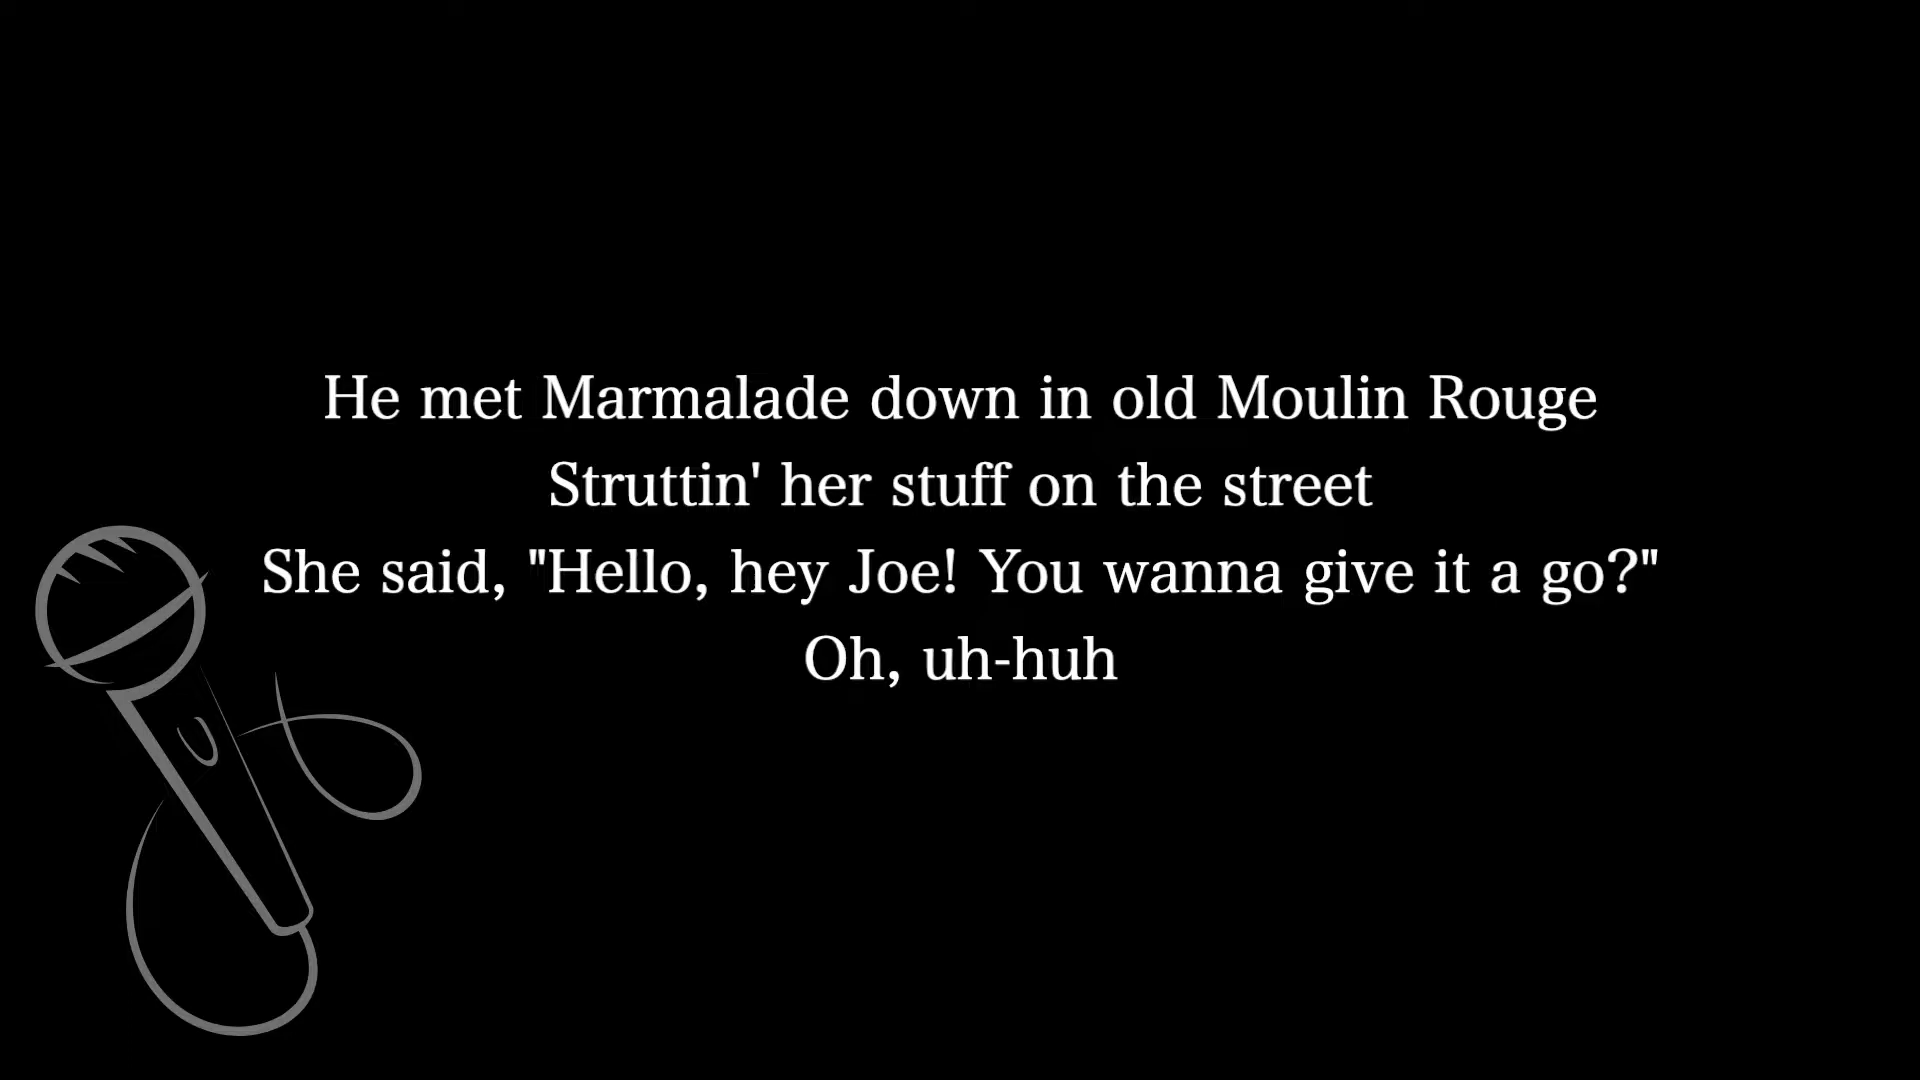 He met Marmalade down in old Moulin Rouge
Struttin' her stuff on the street
She said, "Hello, hey Joe! You wanna give it a go?"
Oh, uh-huh